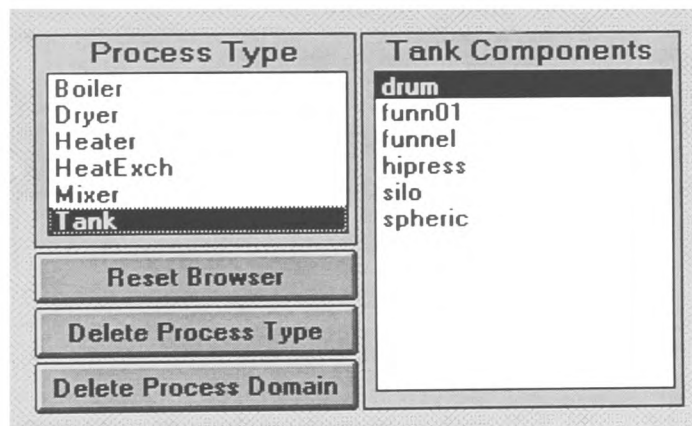 Process Type
Boiler
Dryer
Heater
HeatExch
Mixer
Tank
Reset Browser
Delete Process Type
Delete Process Domain
Tank Components
drum
funn01
funnel
hipress
silo
spheric